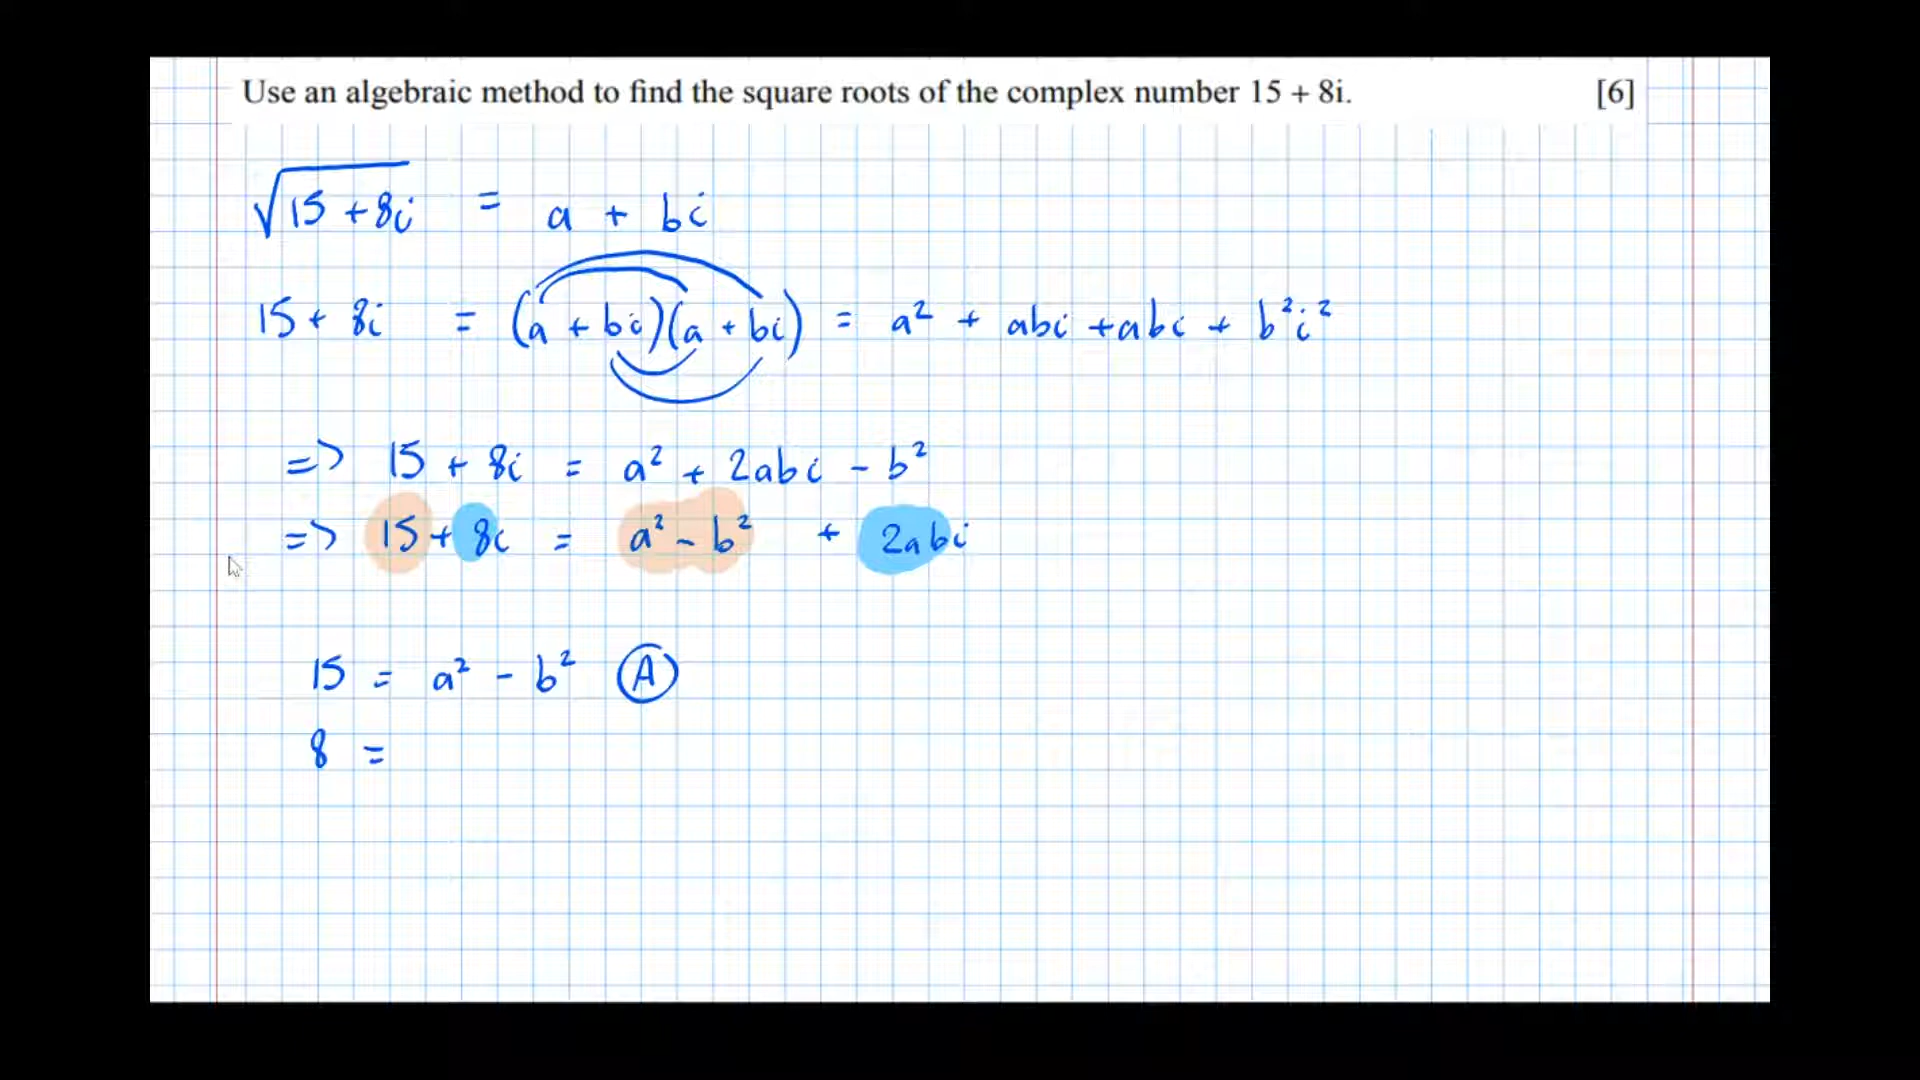 Use an algebraic method to find the square roots of the complex number 15 + 8i. [6]
√15 + 8i = a + bi
15 + 8i = (a + bi)(a + bi) = a² + abi + abi + b²i²
=> 15 + 8i = a² + 2abi - b²
=> 15 + 8i = a² - b² + 2abi
15 = a² - b² A
8 =